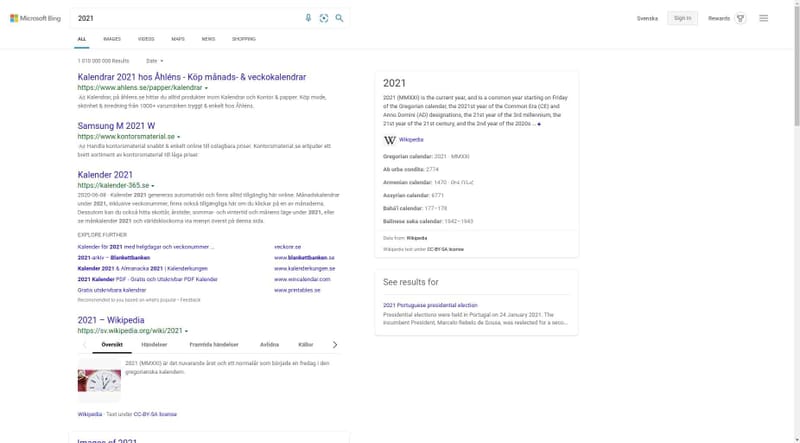 Microsoft Bing
2021
Svenska
Sign in
Rewards
ALL
IMAGES
VIDEOS
MAPS
NEWS
SHOPPING
1 010 000 000 Results
Date
Kalendrar 2021 hos Åhléns - Köp månads- & veckokalendrar
https://www.ahlens.se/papper/kalendrar
Ad Kalendrar, på åhlens.se hittar du alltid produkter inom Kalendrar och Kontor & papper. Köp mode,
skönhet & inredning från 1000+ varumärken tryggt & enkelt hos åhlens.
Samsung M 2021 W
https://www.kontorsmaterial.se
Ad Handla kontorsmaterial snabbt & enkelt online till oslagbara priser. Kontorsmaterial.se erbjuder ett
brett sortiment av kontorsmaterial till låga priser.
Kalender 2021
https://kalender-365.se
2020-06-08 · Kalender 2021 genereras automatiskt och finns alltid tillgänglig här online. Månadskalendrar
under 2021, inklusive veckonummer, finns också tillgängliga här om du klickar på en av månaderna.
Dessutom kan du också hitta skottår, årstider, sommar- och vintertid och månens läge under 2021, eller
se månkalender 2021 och världsklockorna via menyn överst på denna sida.
EXPLORE FURTHER
Kalender för 2021 med helgdagar och veckonummer ...
veckonr.se
2021-arkiv – Blankettbanken
www.blankettbanken.se
Kalender 2021 & Almanacka 2021 | Kalenderkungen
www.kalenderkungen.se
2021 Kalender PDF - Gratis och Utskrivbar PDF Kalender
www.wincalendar.com
Gratis utskrivbara kalendrar
www.printables.se
Recommended to you based on what's popular • Feedback
2021 – Wikipedia
https://sv.wikipedia.org/wiki/2021
Översikt
Händelser
Framtida händelser
Avlidna
Källor
2021 (MMXXI) är det nuvarande året och ett normalår som började en fredag i den
gregorianska kalendern.
Wikipedia · Text under CC-BY-SA license
Images of 2021
2021
2021 (MMXXI) is the current year, and is a common year starting on Friday
of the Gregorian calendar, the 2021st year of the Common Era (CE) and
Anno Domini (AD) designations, the 21st year of the 3rd millennium, the
21st year of the 21st century, and the 2nd year of the 2020s ...
Wikipedia
Gregorian calendar: 2021 · MMXXI
Ab urbe condita: 2774
Armenian calendar: 1470 ·
Assyrian calendar: 6771
Bahá'í calendar: 177–178
Balinese saka calendar: 1942–1943
Data from: Wikipedia
Wikipedia text under CC-BY-SA license
See results for
2021 Portuguese presidential election
Presidential elections were held in Portugal on 24 January 2021. The
incumbent President, Marcelo Rebelo de Sousa, was reelected for a seco...